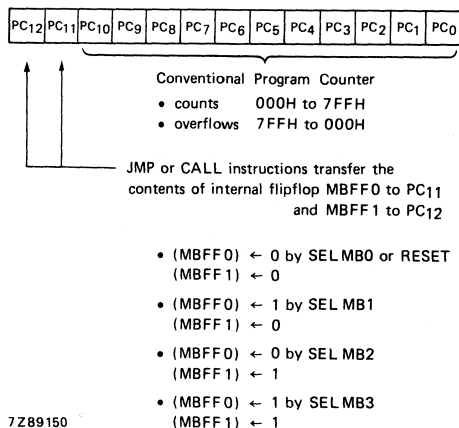 PC12 PC11 PC10 PC9 PC8 PC7 PC6 PC5 PC4 PC3 PC2 PC1 PC0
Conventional Program Counter
• counts 000H to 7FFH
• overflows 7FFH to 000H
JMP or CALL instructions transfer the
contents of internal flipflop MBFF0 to PC11
and MBFF1 to PC12
• (MBFF0) ← 0 by SEL MB0 or RESET
(MBFF1) ← 0
• (MBFF0) ← 1 by SEL MB1
(MBFF1) ← 0
• (MBFF0) ← 0 by SEL MB2
(MBFF1) ← 1
• (MBFF0) ← 1 by SEL MB3
(MBFF1) ← 1
7Z89150